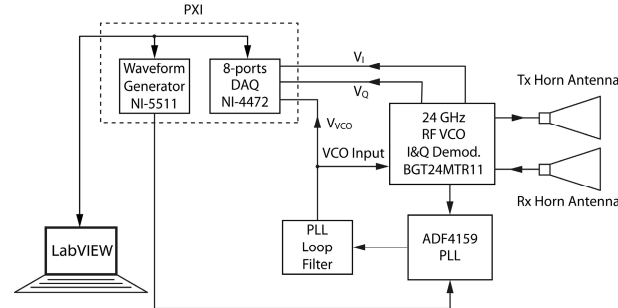 PXI
Waveform
Generator
NI-5511
8-ports
DAQ
NI-4472
VI
VQ
VVCO
VCO Input
24 GHz
RF VCO
I&Q Demod.
BGT24MTR11
Tx Horn Antenna
Rx Horn Antenna
LabVIEW
PLL
Loop
Filter
ADF4159
PLL